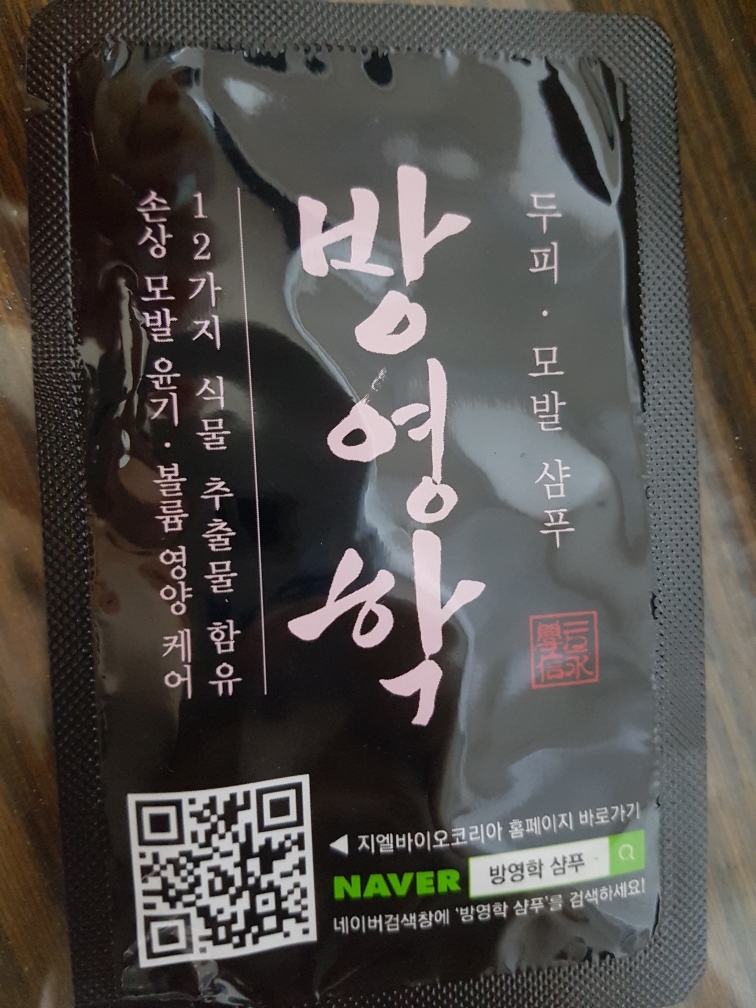 두피·모발 샴푸
방영학
12가지 식물 추출물 함유
손상 모발 윤기·볼륨 영양 케어
◀ 지엘바이오코리아 홈페이지 바로가기
NAVER 방영학 샴푸
네이버검색창에 '방영학 샴푸'를 검색하세요!